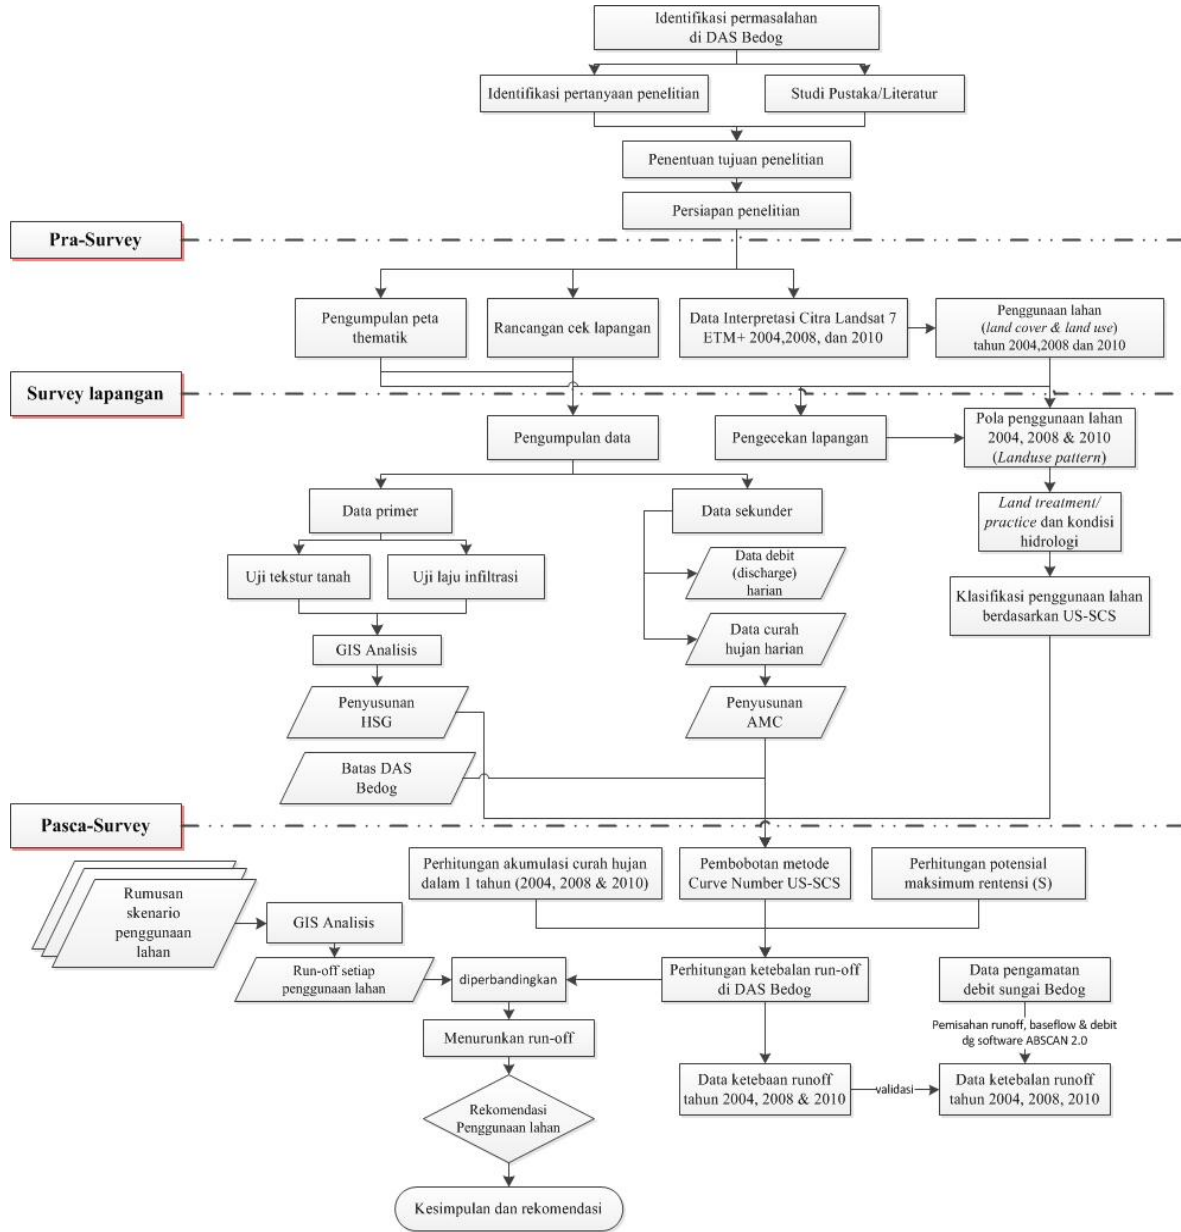 Identifikasi permasalahan
di DAS Bedog
Identifikasi pertanyaan penelitian
Studi Pustaka/Literatur
Penentuan tujuan penelitian
Persiapan penelitian
Pra-Survey
Pengumpulan peta
thematik
Rancangan cek lapangan
Data Interpretasi Citra Landsat 7
ETM+ 2004,2008, dan 2010
Penggunaan lahan
(land cover & land use)
tahun 2004,2008 dan 2010
Survey lapangan
Pengumpulan data
Pengecekan lapangan
Pola penggunaan lahan
2004, 2008 & 2010
(Landuse pattern)
Data primer
Data sekunder
Land treatment/
practice dan kondisi
hidrologi
Uji tekstur tanah
Uji laju infiltrasi
Data debit
(discharge)
harian
Klasifikasi penggunaan lahan
berdasarkan US-SCS
GIS Analisis
Data curah
hujan harian
Penyusunan
HSG
Penyusunan
AMC
Batas DAS
Bedog
Pasca-Survey
Rumusan
skenario
penggunaan
lahan
Perhitungan akumulasi curah hujan
dalam 1 tahun (2004, 2008 & 2010)
Pembobotan metode
Curve Number US-SCS
Perhitungan potensial
maksimum rentensi (S)
GIS Analisis
Run-off setiap
penggunaan lahan
diperbandingkan
Perhitungan ketebalan run-off
di DAS Bedog
Data pengamatan
debit sungai Bedog
Menurunkan run-off
Pemisahan runoff, baseflow & debit
dg software ABSCAN 2.0
Data ketebaan runoff
tahun 2004, 2008 & 2010
validasi
Data ketebalan runoff
tahun 2004, 2008, 2010
Rekomendasi
Penggunaan lahan
Kesimpulan dan rekomendasi